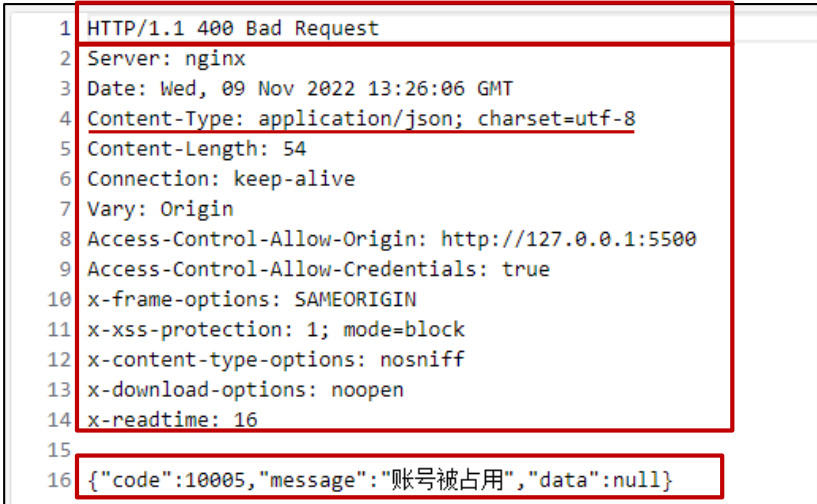 1 HTTP/1.1 400 Bad Request
2 Server: nginx
3 Date: Wed, 09 Nov 2022 13:26:06 GMT
4 Content-Type: application/json; charset=utf-8
5 Content-Length: 54
6 Connection: keep-alive
7 Vary: Origin
8 Access-Control-Allow-Origin: http://127.0.0.1:5500
9 Access-Control-Allow-Credentials: true
10 x-frame-options: SAMEORIGIN
11 x-xss-protection: 1; mode=block
12 x-content-type-options: nosniff
13 x-download-options: noopen
14 x-readtime: 16
15
16 {"code":10005,"message":"账号被占用","data":null}